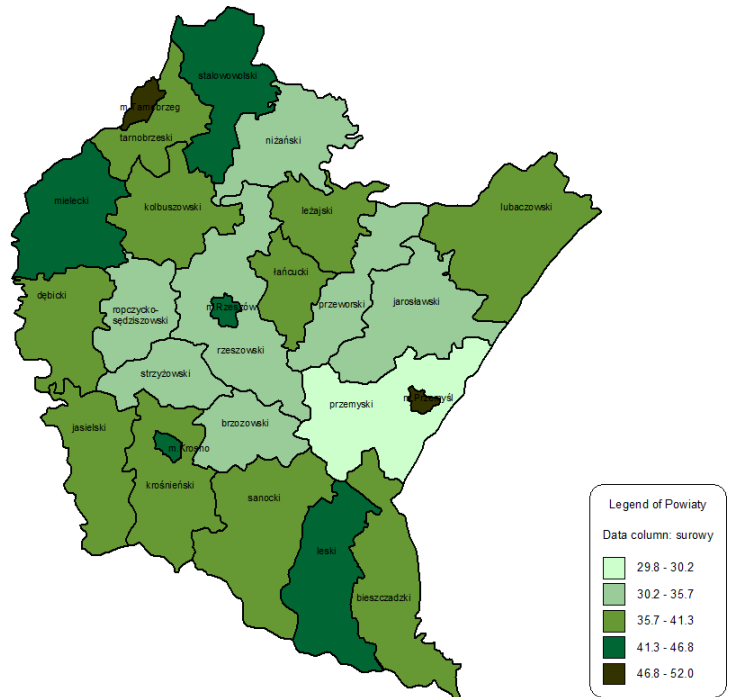 stalowowolski
m.Tarnobrzeg
tarnobrzeski
niżański
mielecki
kolbuszowski
leżajski
lubaczowski
łańcucki
dębicki
ropczycko-
sędziszowski
m.Rzeszów
przeworski
jarosławski
rzeszowski
strzyżowski
przemyski
m.Przemyśl
brzozowski
jasielski
m.Krosno
krośnieński
sanocki
leski
bieszczadzki
Legend of Powiaty
Data column: surowy
29.8 - 30.2
30.2 - 35.7
35.7 - 41.3
41.3 - 46.8
46.8 - 52.0